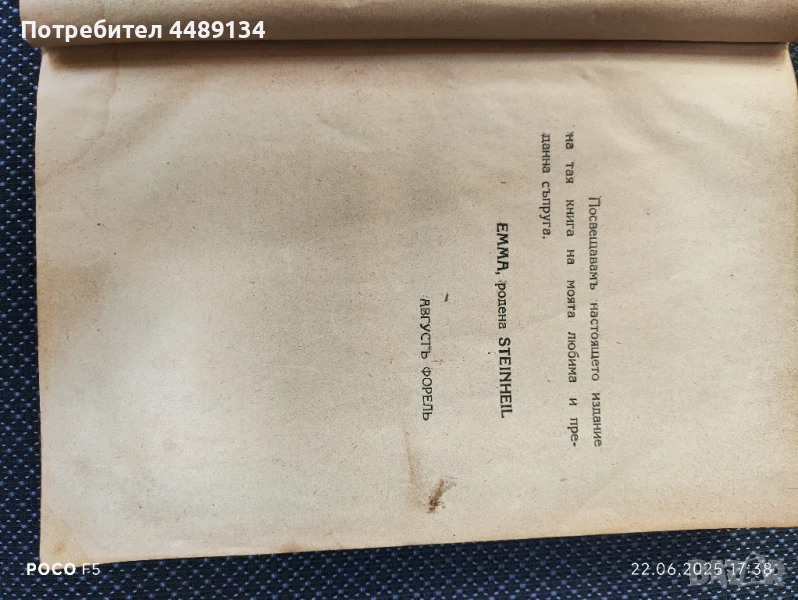 Потребител 4489134
Посвещавамъ настоящето издание
на тая книга на моята любима и пре-
данна съпруга.
EMMA, родена STEINHEIL
АВГУСТЪ ФОРЕЛЬ
POCO F5
22.06.2025 17:38